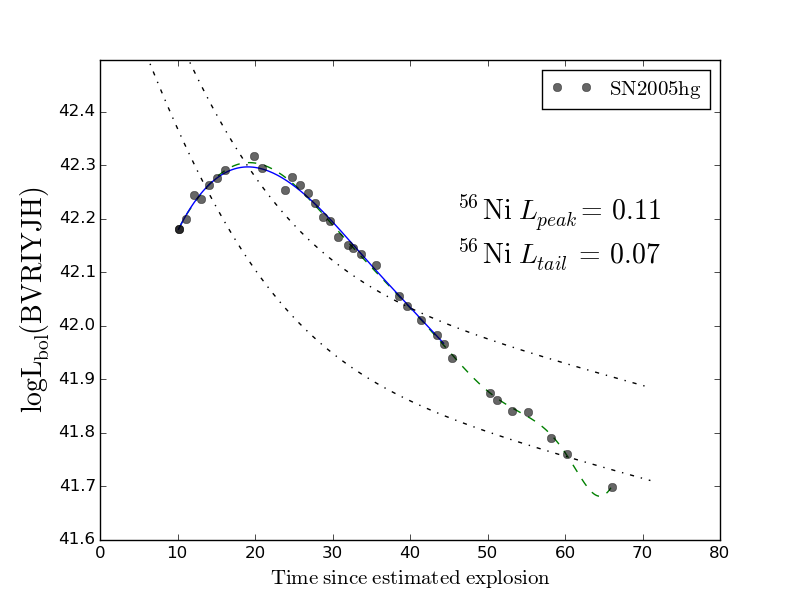 SN2005hg
⁵⁶Ni L_peak = 0.11
⁵⁶Ni L_tail = 0.07
logL_bol(BVRIYJH)
42.4
42.3
42.2
42.1
42.0
41.9
41.8
41.7
41.6
0 10 20 30 40 50 60 70 80
Time since estimated explosion